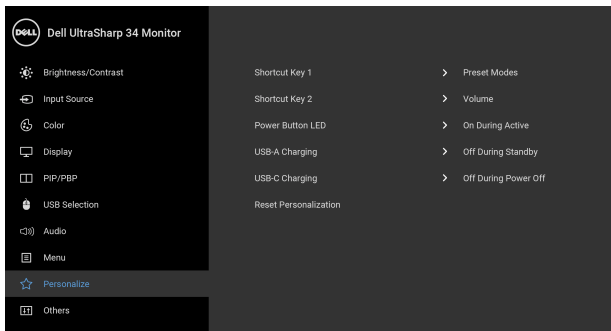 DELL Dell UltraSharp 34 Monitor
Brightness/Contrast
Input Source
Color
Display
PIP/PBP
USB Selection
Audio
Menu
Personalize
Others
Shortcut Key 1 > Preset Modes
Shortcut Key 2 > Volume
Power Button LED > On During Active
USB-A Charging > Off During Standby
USB-C Charging > Off During Power Off
Reset Personalization